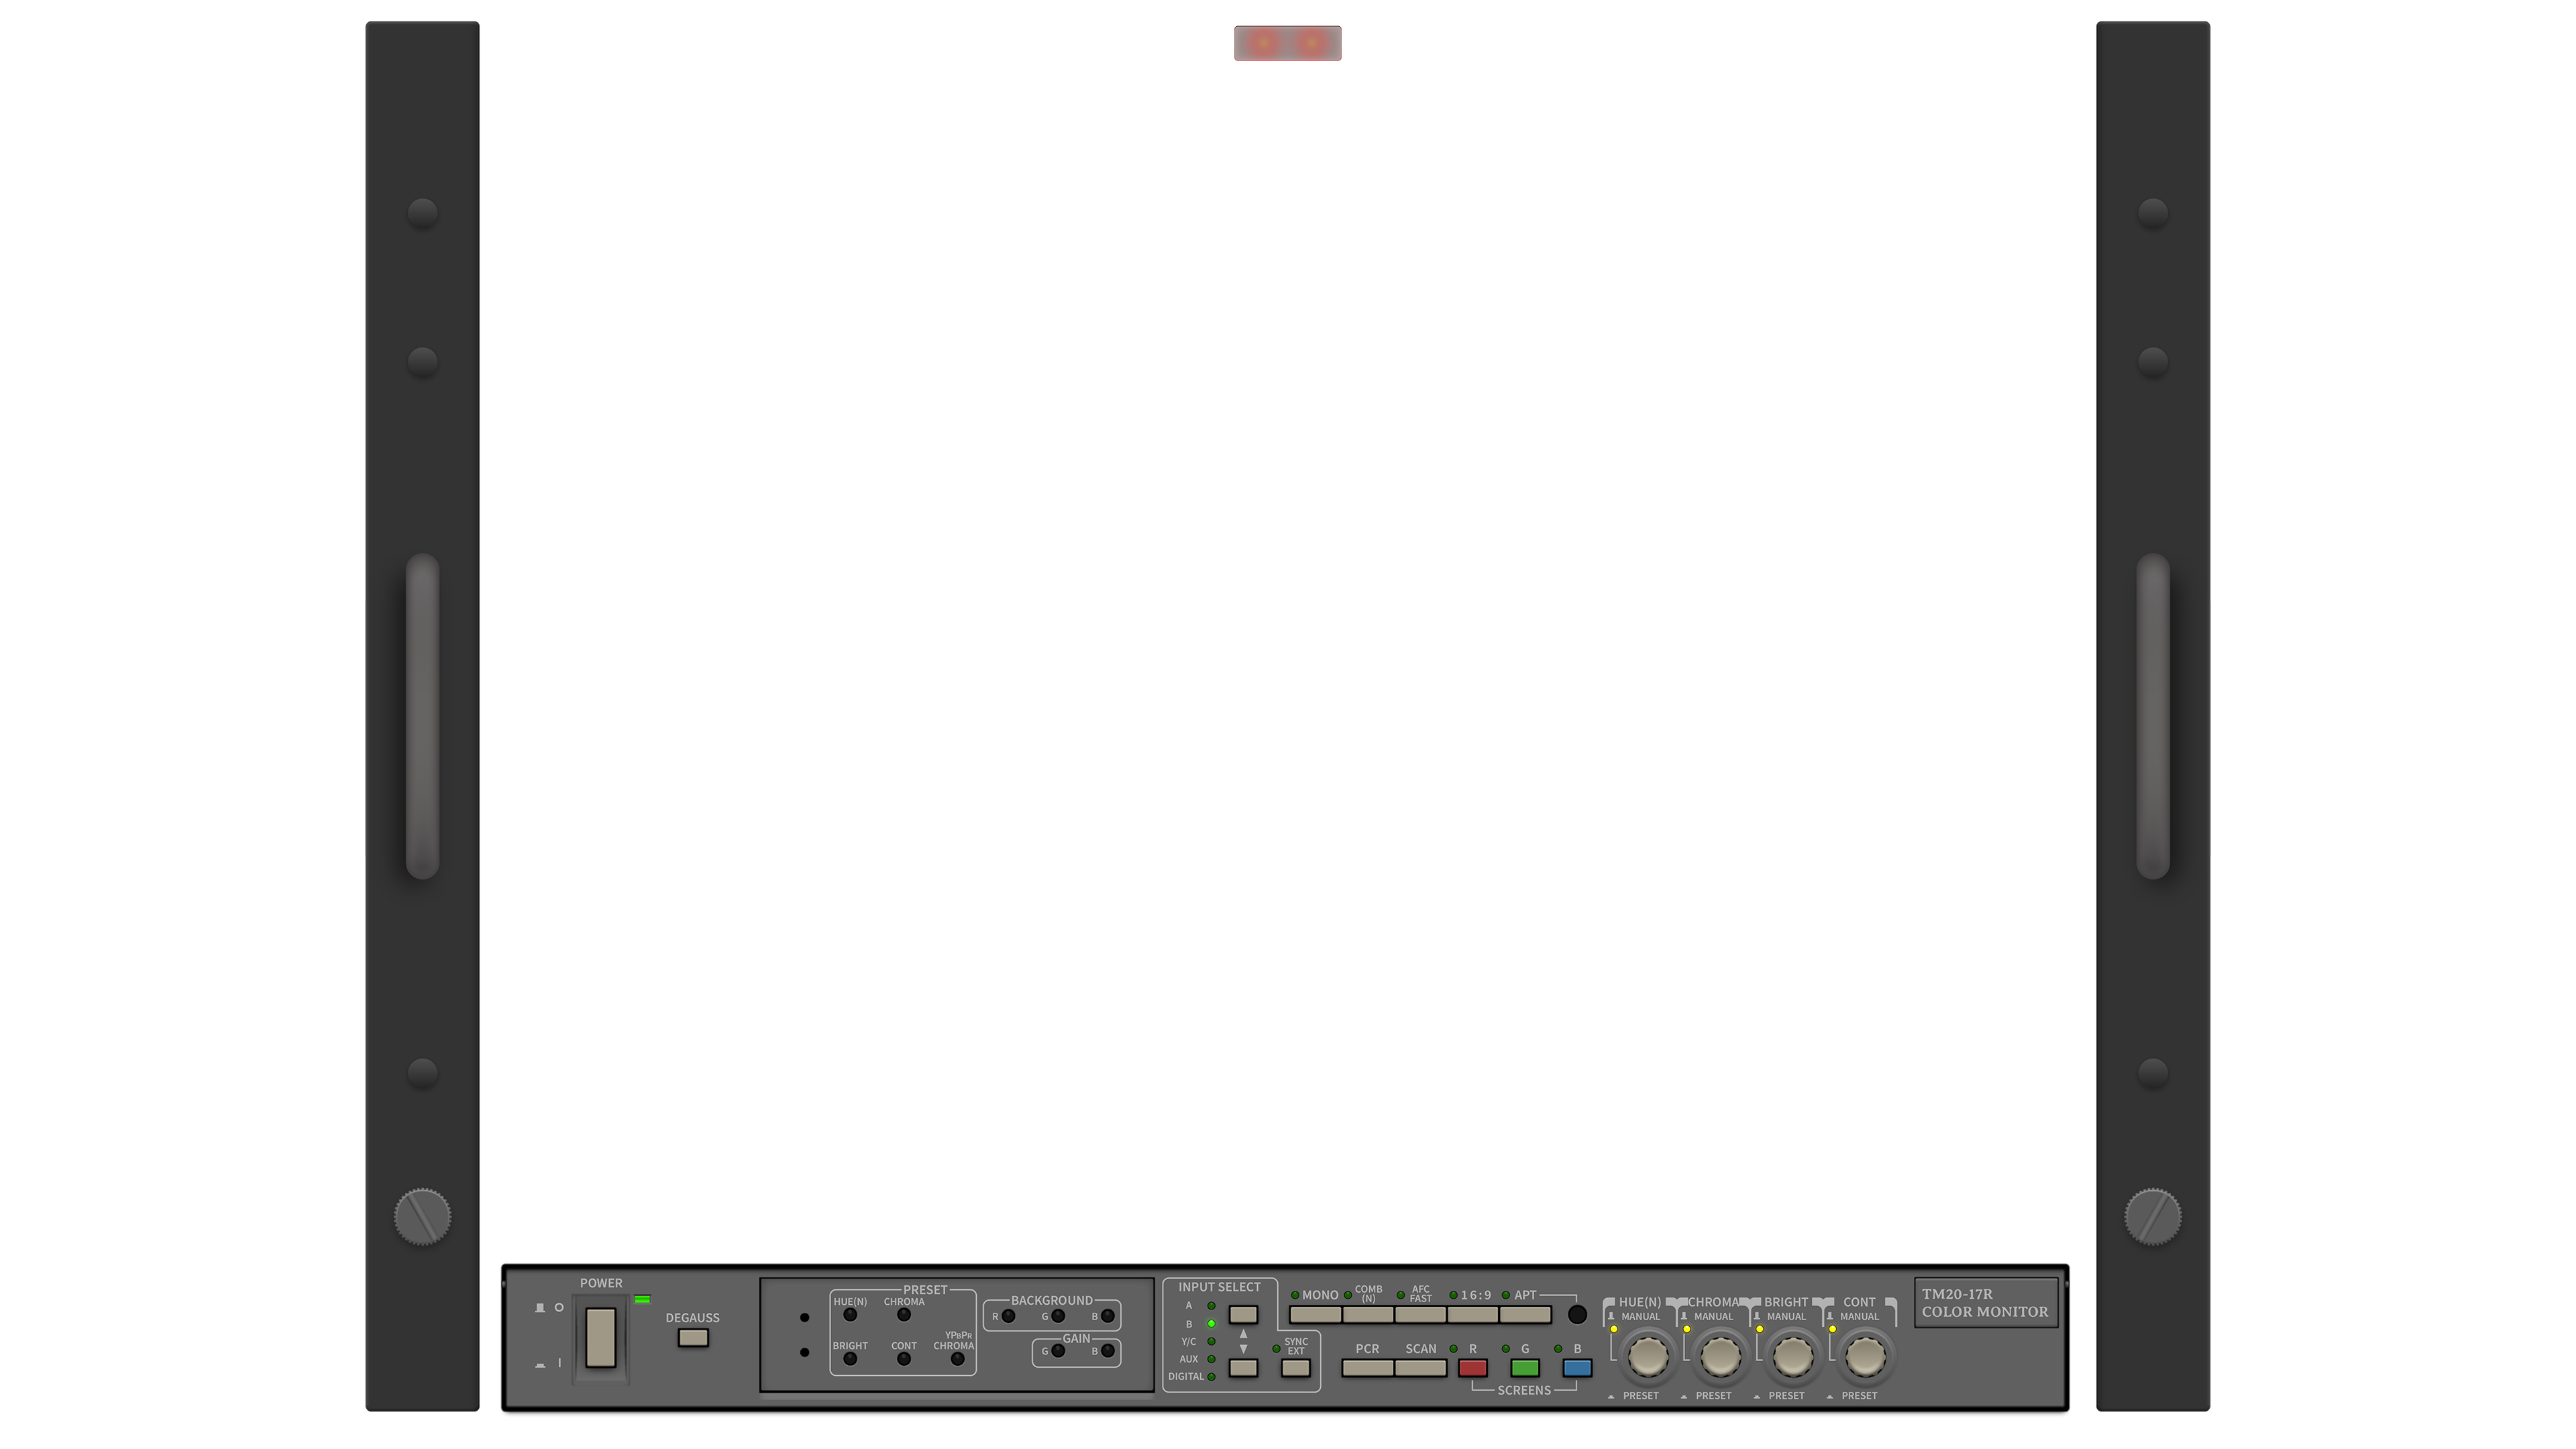 POWER
DEGAUSS
PRESET
HUE(N)
CHROMA
BRIGHT
CONT
YPBPR
CHROMA
BACKGROUND
R
G
B
GAIN
G
B
INPUT SELECT
A
B
Y/C
AUX
DIGITAL
SYNC
EXT
MONO
COMB
(N)
AFC
FAST
16:9
APT
PCR
SCAN
R
G
B
SCREENS
HUE(N)
MANUAL
PRESET
CHROMA
MANUAL
PRESET
BRIGHT
MANUAL
PRESET
CONT
MANUAL
PRESET
TM20-17R
COLOR MONITOR